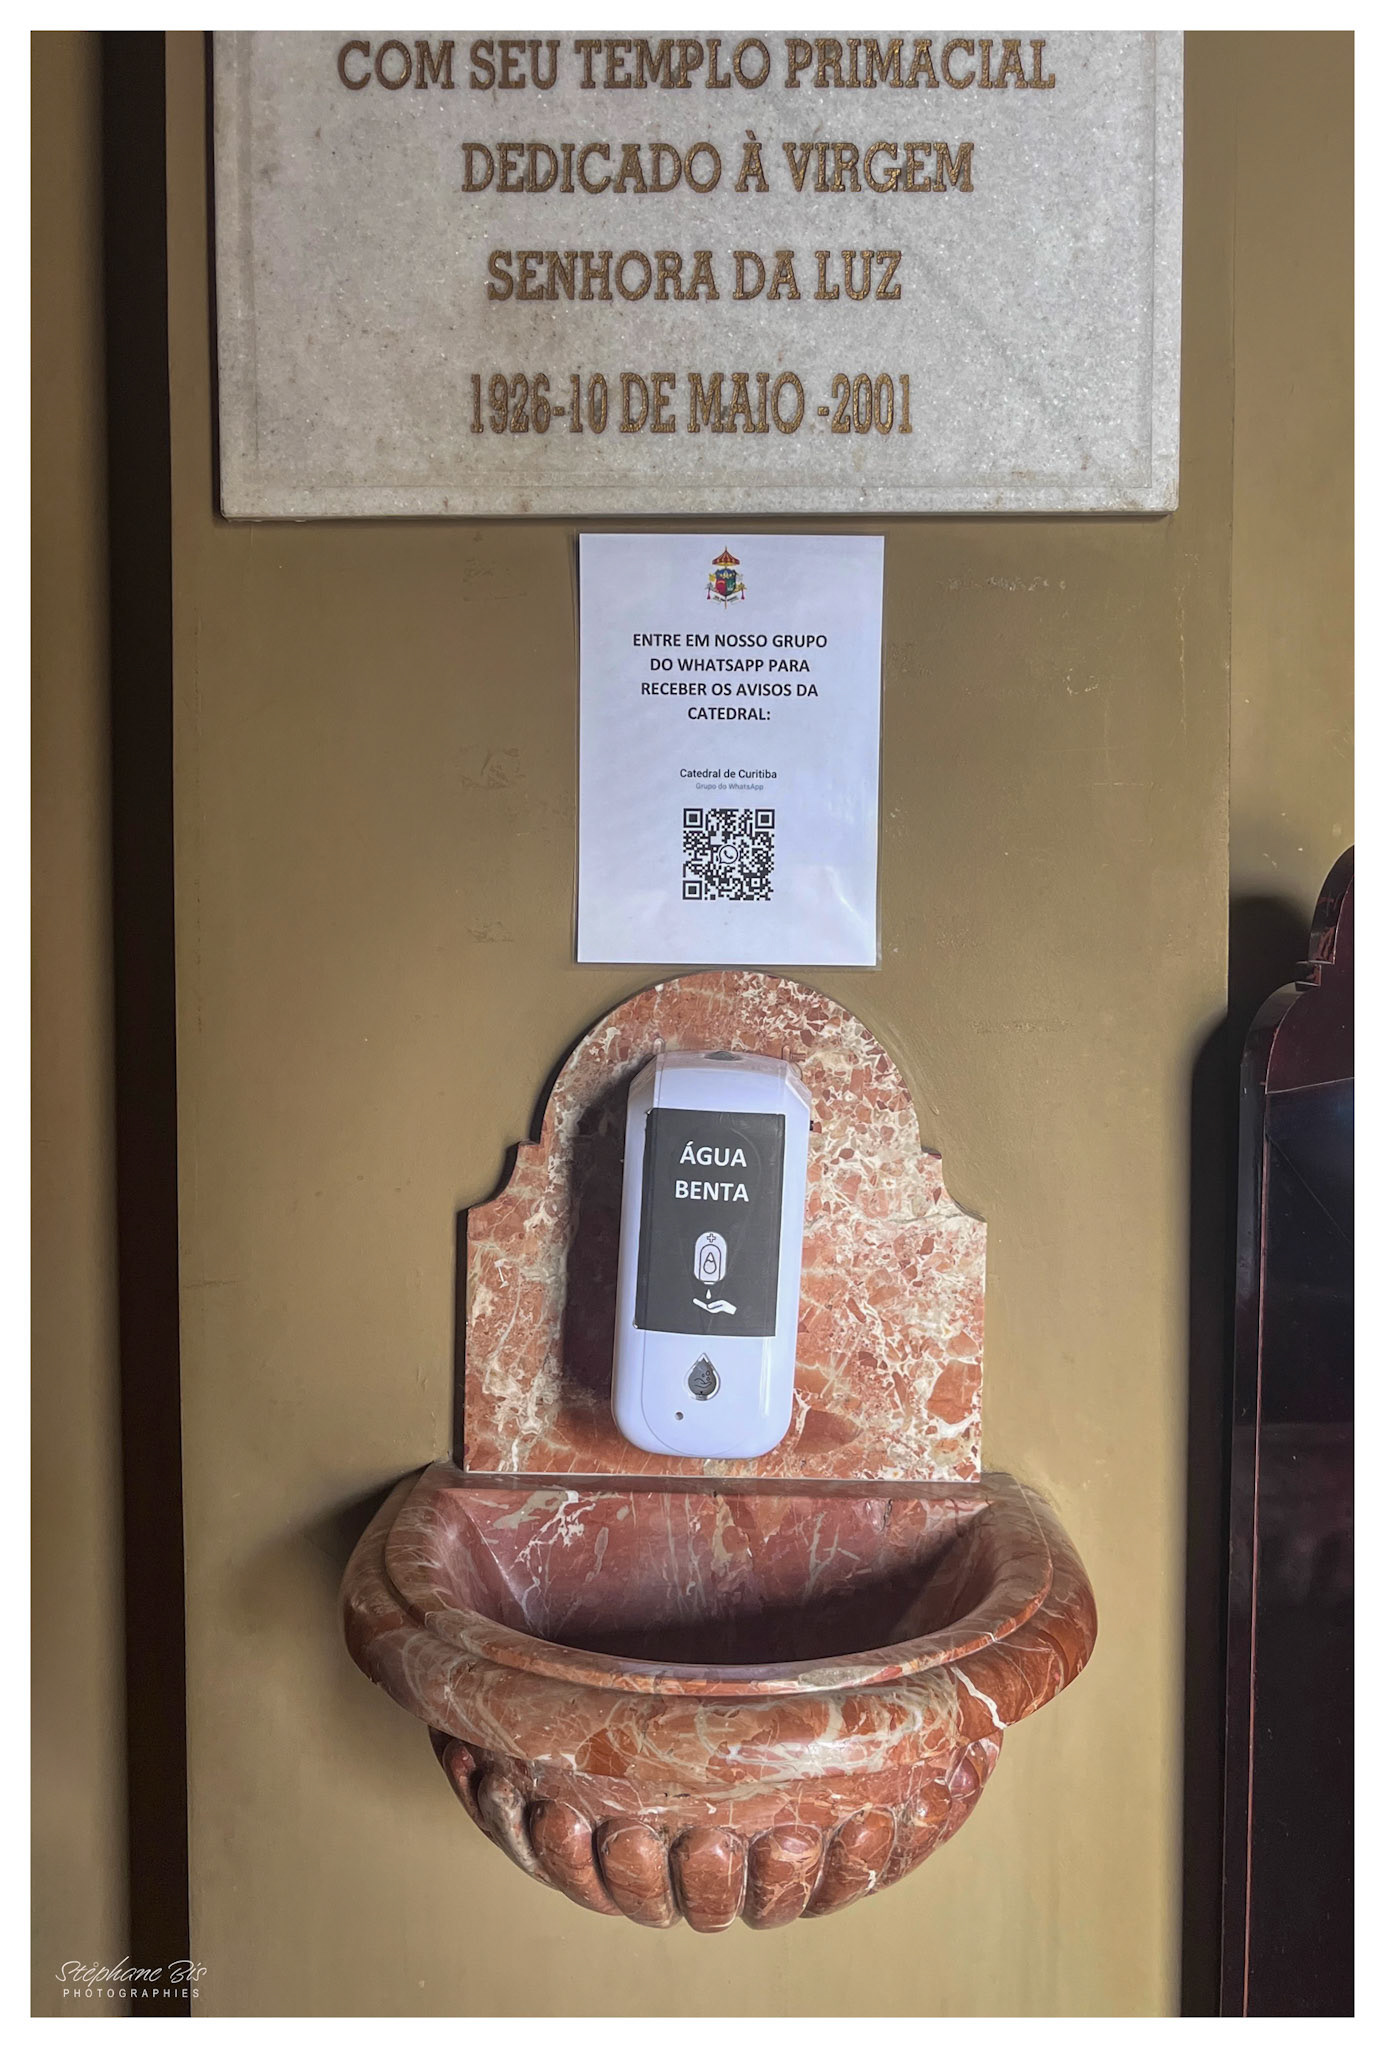 COM SEU TEMPLO PRIMACIAL
DEDICADO À VIRGEM
SENHORA DA LUZ
1926-10 DE MAIO -2001
ENTRE EM NOSSO GRUPO
DO WHATSAPP PARA
RECEBER OS AVISOS DA
CATEDRAL:
Catedral de Curitiba
Grupo do WhatsApp
ÁGUA
BENTA
Stéphane Bis
PHOTOGRAPHIES